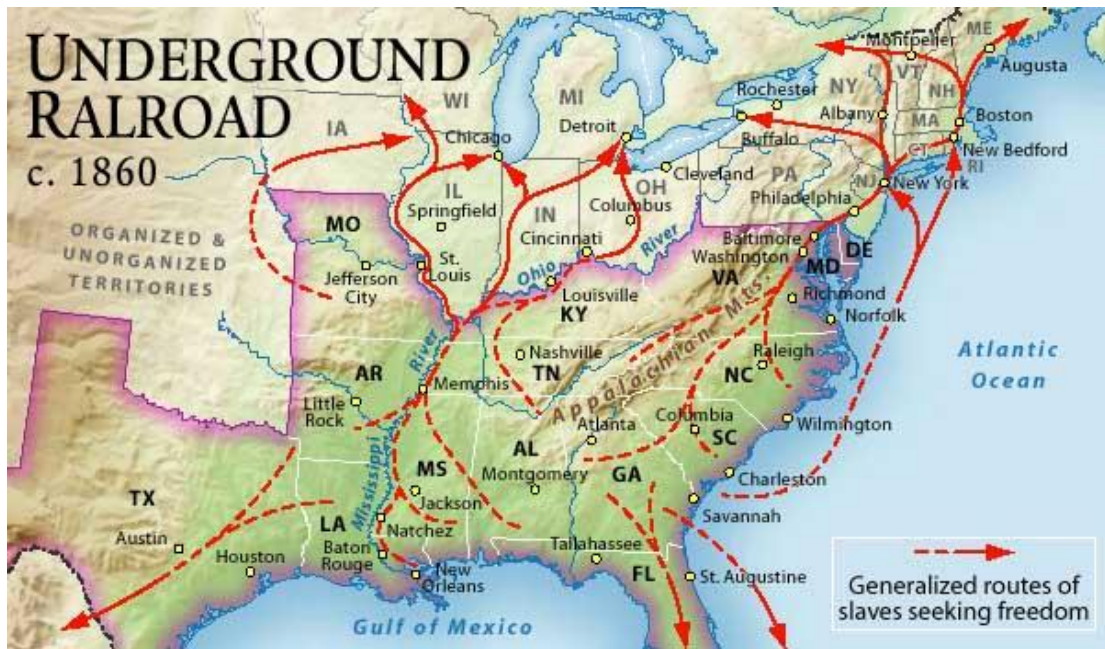 UNDERGROUND
RALROAD
c. 1860
ORGANIZED &
UNORGANIZED
TERRITORIES
WI
MI
IA
IL
IN
OH
PA
NY
VT
NH
ME
MA
CT
RI
NJ
MO
KY
VA
MD
DE
AR
TN
NC
SC
MS
AL
GA
TX
LA
FL
Montpelier
Augusta
Rochester
Albany
Boston
Buffalo
New Bedford
Detroit
Chicago
Cleveland
New York
Philadelphia
Springfield
Columbus
Cincinnati
Baltimore
Washington
St.
Louis
Jefferson
City
Ohio
River
Louisville
Richmond
Norfolk
Appalachian Mts.
Nashville
Raleigh
River
Memphis
Little
Rock
Columbia
Atlanta
Wilmington
Atlantic
Ocean
Mississippi
Montgomery
Charleston
Jackson
Savannah
Natchez
Austin
Houston
Baton
Rouge
New
Orleans
Tallahassee
St. Augustine
Gulf of Mexico
Generalized routes of
slaves seeking freedom